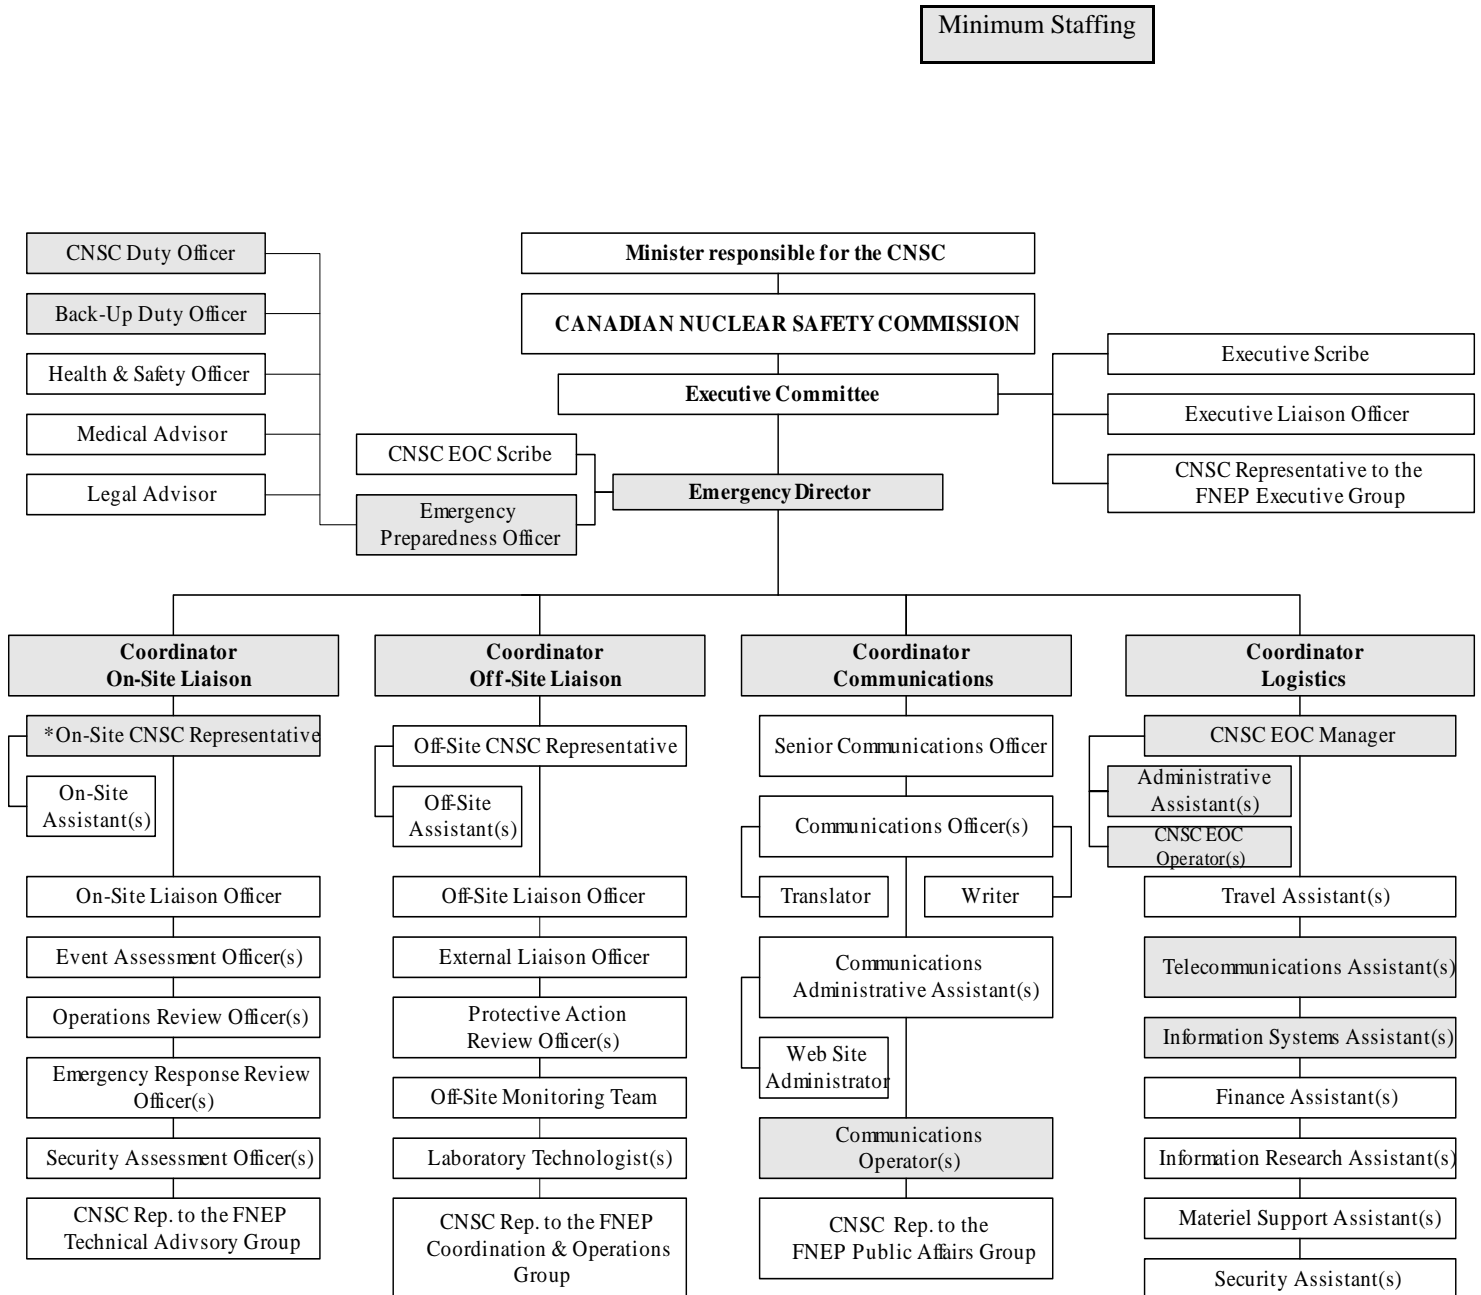 Minimum Staffing
CNSC Duty Officer
Back-Up Duty Officer
Health & Safety Officer
Medical Advisor
Legal Advisor
Minister responsible for the CNSC
CANADIAN NUCLEAR SAFETY COMMISSION
Executive Committee
Executive Scribe
Executive Liaison Officer
CNSC Representative to the
FNEP Executive Group
CNSC EOC Scribe
Emergency
Preparedness Officer
Emergency Director
Coordinator
On-Site Liaison
*On-Site CNSC Representative
On-Site
Assistant(s)
On-Site Liaison Officer
Event Assessment Officer(s)
Operations Review Officer(s)
Emergency Response Review
Officer(s)
Security Assessment Officer(s)
CNSC Rep. to the FNEP
Technical Adivsory Group
Coordinator
Off-Site Liaison
Off-Site CNSC Representative
Off-Site
Assistant(s)
Off-Site Liaison Officer
External Liaison Officer
Protective Action
Review Officer(s)
Off-Site Monitoring Team
Laboratory Technologist(s)
CNSC Rep. to the FNEP
Coordination & Operations
Group
Coordinator
Communications
Senior Communications Officer
Communications Officer(s)
Translator
Writer
Communications
Administrative Assistant(s)
Web Site
Administrator
Communications
Operator(s)
CNSC Rep. to the
FNEP Public Affairs Group
Coordinator
Logistics
CNSC EOC Manager
Administrative
Assistant(s)
CNSC EOC
Operator(s)
Travel Assistant(s)
Telecommunications Assistant(s)
Information Systems Assistant(s)
Finance Assistant(s)
Information Research Assistant(s)
Materiel Support Assistant(s)
Security Assistant(s)